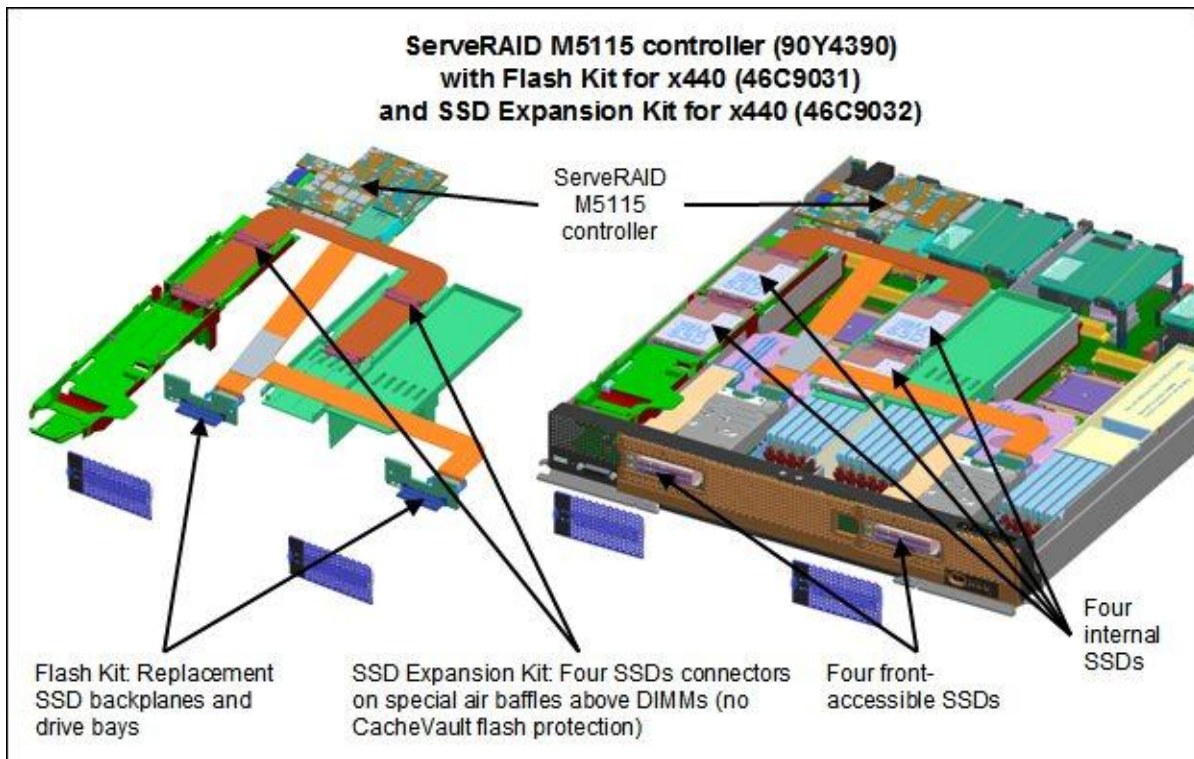 ServeRAID M5115 controller (90Y4390)
with Flash Kit for x440 (46C9031)
and SSD Expansion Kit for x440 (46C9032)
ServeRAID
M5115
controller
Flash Kit: Replacement
SSD backplanes and
drive bays
SSD Expansion Kit: Four SSDs connectors
on special air baffles above DIMMs (no
CacheVault flash protection)
Four front-
accessible SSDs
Four
internal
SSDs